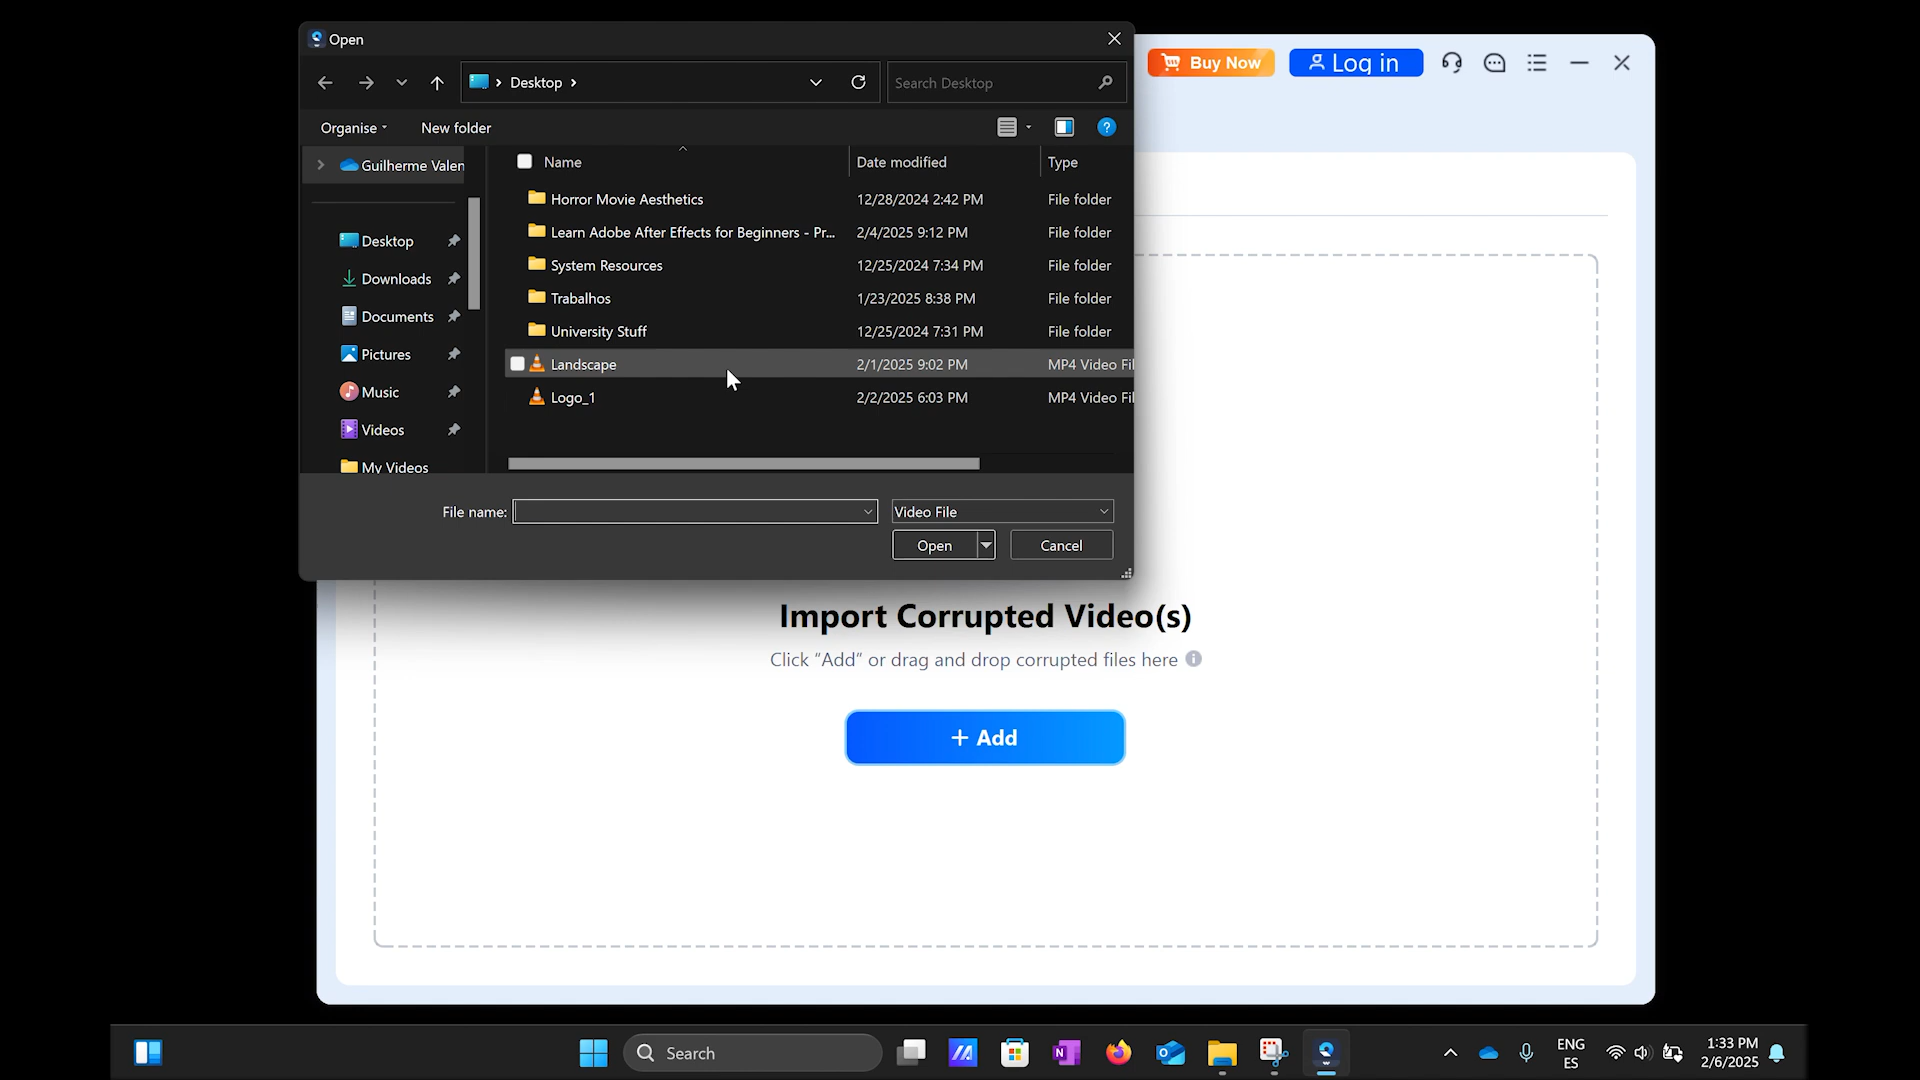 Open
Desktop
Search Desktop
Organise
New folder
Guilherme Valen
Desktop
Downloads
Documents
Pictures
Music
Videos
My Videos
Name Date modified Type
Horror Movie Aesthetics 12/28/2024 2:42 PM File folder
Learn Adobe After Effects for Beginners - Pr... 2/4/2025 9:12 PM File folder
System Resources 12/25/2024 7:34 PM File folder
Trabalhos 1/23/2025 8:38 PM File folder
University Stuff 12/25/2024 7:31 PM File folder
Landscape 2/1/2025 9:02 PM MP4 Video Fil
Logo_1 2/2/2025 6:03 PM MP4 Video Fil
File name:
Video File
Open
Cancel
Buy Now
Log in
Import Corrupted Video(s)
Click “Add” or drag and drop corrupted files here
+ Add
Search
ENG
ES
1:33 PM
2/6/2025